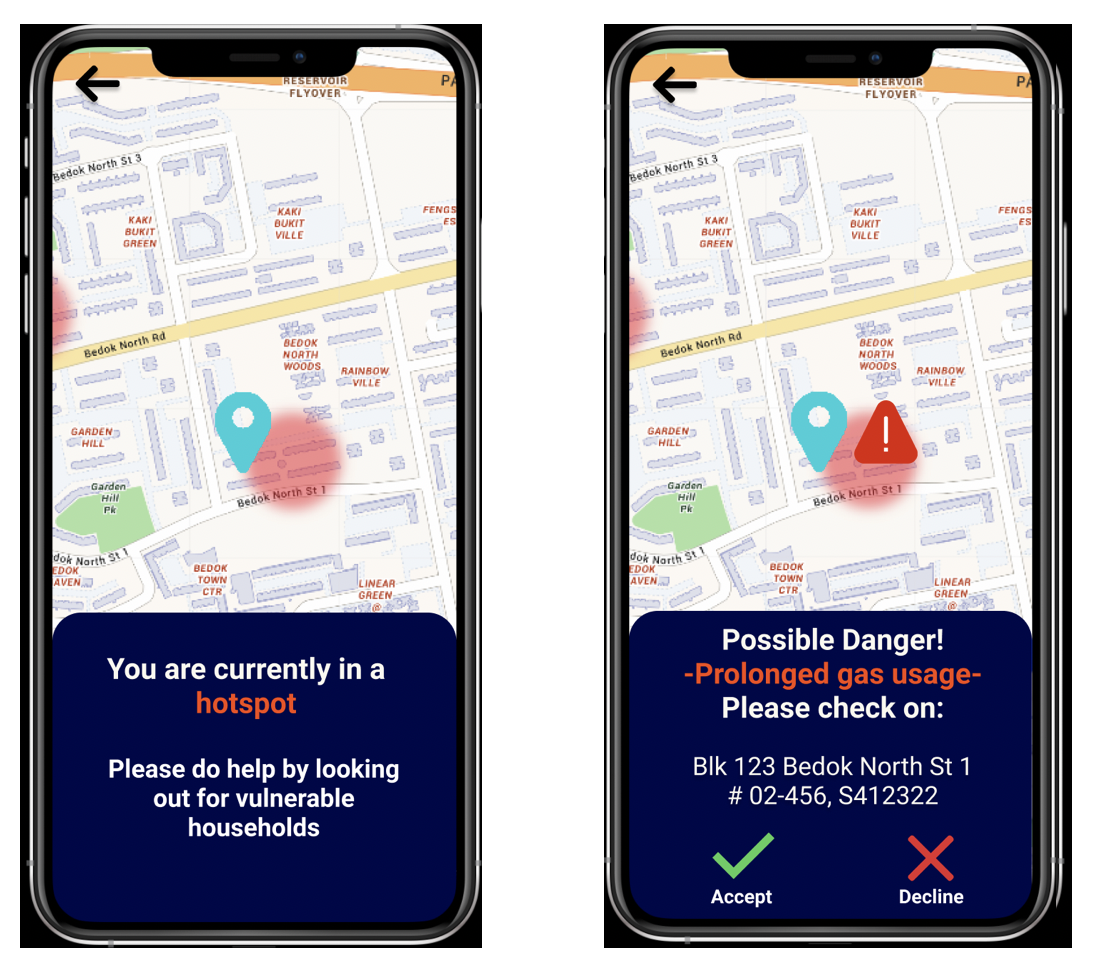 RESERVOIR
FLYOVER
PA
Bedok North St 3
KAKI
BUKIT
GREEN
KAKI
BUKIT
VILLE
FENGS
ES
Bedok North Rd
BEDOK
NORTH
WOODS
RAINBOW
VILLE
GARDEN
HILL
Garden
Hill
Pk
Bedok North St 1
dok North St 1
EDOK
AVEN
BEDOK
TOWN
CTR
LINEAR
GREEN
@
You are currently in a
hotspot
Please do help by looking
out for vulnerable
households
RESERVOIR
FLYOVER
PA
Bedok North St 3
KAKI
BUKIT
GREEN
KAKI
BUKIT
VILLE
FENGS
ES
Bedok North Rd
BEDOK
NORTH
WOODS
RAINBOW
VILLE
GARDEN
HILL
Garden
Hill
Pk
Bedok North St 1
dok North St 1
EDOK
AVEN
BEDOK
TOWN
CTR
LINEAR
GREEN
@
Possible Danger!
-Prolonged gas usage-
Please check on:
Blk 123 Bedok North St 1
# 02-456, S412322
Accept
Decline